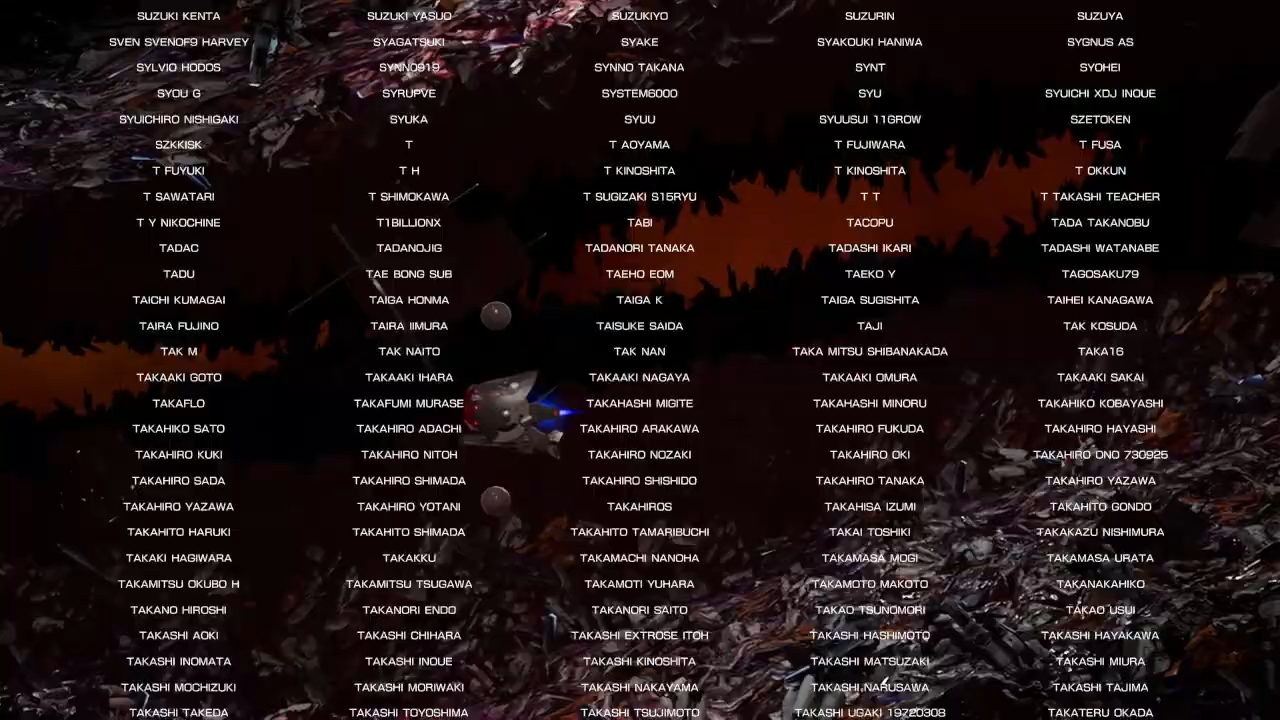 SUZUKI KENTA SUZUKI YASUO SUZUKIYO SUZURIN SUZUYA
SVEN SVENOF9 HARVEY SYAGATSUKI SYAKE SYAKOUKI HANIWA SYGNUS AS
SYLVIO HODOS SYNN0919 SYNNO TAKANA SYNT SYOHEI
SYOU G SYRUPVE SYSTEM6000 SYU SYUICHI XDJ INOUE
SYUICHIRO NISHIGAKI SYUKA SYUU SYUUSUI 11GROW SZETOKEN
SZKKISK T T AOYAMA T FUJIWARA T FUSA
T FUYUKI T H T KINOSHITA T KINOSHITA T OKKUN
T SAWATARI T SHIMOKAWA T SUGIZAKI S15RYU T T T TAKASHI TEACHER
T Y NIKOCHINE T1BILLIONX TABI TACOPU TADA TAKANOBU
TADAC TADANOJIG TADANORI TANAKA TADASHI IKARI TADASHI WATANABE
TADU TAE BONG SUB TAEHO EOM TAEKO Y TAGOSAKU79
TAICHI KUMAGAI TAIGA HONMA TAIGA K TAIGA SUGISHITA TAIHEI KANAGAWA
TAIRA FUJINO TAIRA IIMURA TAISUKE SAIDA TAJI TAK KOSUDA
TAK M TAK NAITO TAK NAN TAKA MITSU SHIBANAKADA TAKA16
TAKAAKI GOTO TAKAAKI IHARA TAKAAKI NAGAYA TAKAAKI OMURA TAKAAKI SAKAI
TAKAFLO TAKAFUMI MURASE TAKAHASHI MIGITE TAKAHASHI MINORU TAKAHIKO KOBAYASHI
TAKAHIKO SATO TAKAHIRO ADACHI TAKAHIRO ARAKAWA TAKAHIRO FUKUDA TAKAHIRO HAYASHI
TAKAHIRO KUKI TAKAHIRO NITOH TAKAHIRO NOZAKI TAKAHIRO OKI TAKAHIRO ONO 730925
TAKAHIRO SADA TAKAHIRO SHIMADA TAKAHIRO SHISHIDO TAKAHIRO TANAKA TAKAHIRO YAZAWA
TAKAHIRO YAZAWA TAKAHIRO YOTANI TAKAHIROS TAKAHISA IZUMI TAKAHITO GONDO
TAKAHITO HARUKI TAKAHITO SHIMADA TAKAHITO TAMARIBUCHI TAKAI TOSHIKI TAKAKAZU NISHIMURA
TAKAKI HAGIWARA TAKAKKU TAKAMACHI NANOHA TAKAMASA MOGI TAKAMASA URATA
TAKAMITSU OKUBO H TAKAMITSU TSUGAWA TAKAMOTI YUHARA TAKAMOTO MAKOTO TAKANAKAHIKO
TAKANO HIROSHI TAKANORI ENDO TAKANORI SAITO TAKAO TSUNOMORI TAKAO USUI
TAKASHI AOKI TAKASHI CHIHARA TAKASHI EXTROSE ITOH TAKASHI HASHIMOTO TAKASHI HAYAKAWA
TAKASHI INOMATA TAKASHI INOUE TAKASHI KINOSHITA TAKASHI MATSUZAKI TAKASHI MIURA
TAKASHI MOCHIZUKI TAKASHI MORIWAKI TAKASHI NAKAYAMA TAKASHI NARUSAWA TAKASHI TAJIMA
TAKASHI TAKEDA TAKASHI TOYOSHIMA TAKASHI TSUJIMOTO TAKASHI UGAKI 19720308 TAKATERU OKADA